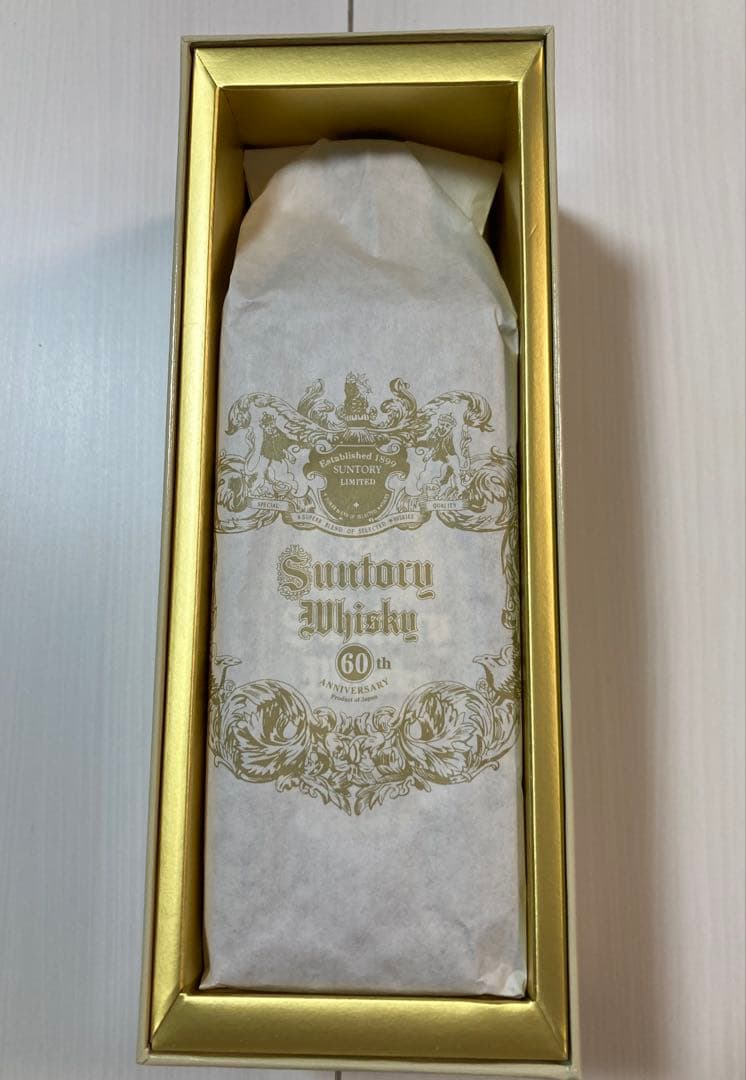 Established 1899
SUNTORY
LIMITED
SPECIAL
QUALITY
A SUPERB BLEND OF SELECTED WHISKIES
Suntory
Whisky
60th
ANNIVERSARY
Product of Japan